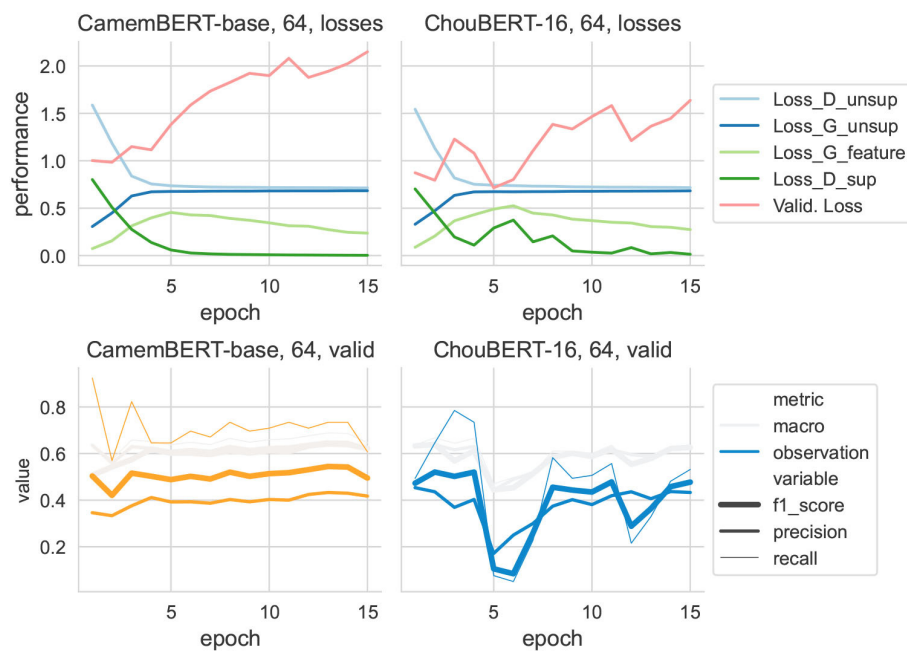 CamemBERT-base, 64, losses
ChouBERT-16, 64, losses
performance
2.0
1.5
1.0
0.5
0.0
5
10
15
epoch
5
10
15
epoch
Loss_D_unsup
Loss_G_unsup
Loss_G_feature
Loss_D_sup
Valid. Loss
CamemBERT-base, 64, valid
ChouBERT-16, 64, valid
value
0.8
0.6
0.4
0.2
5
10
15
epoch
5
10
15
epoch
metric
macro
observation
variable
f1_score
precision
recall